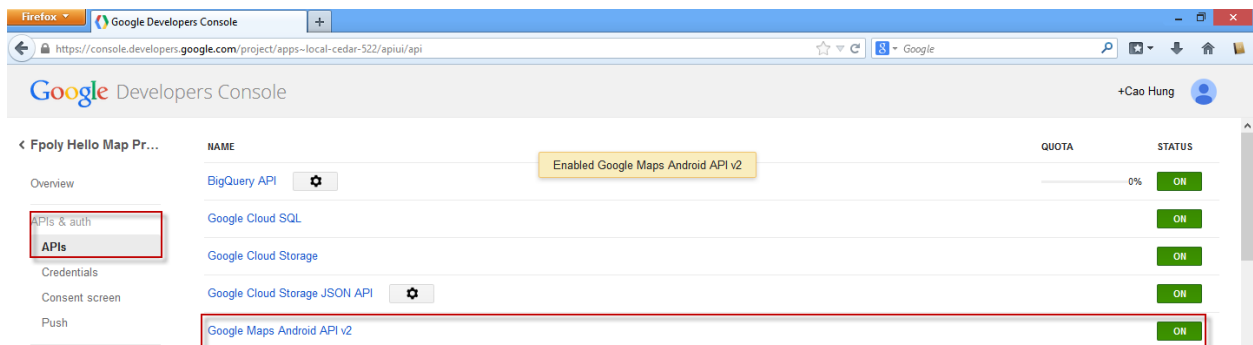 Firefox
Google Developers Console
+
https://console.developers.google.com/project/apps~local-cedar-522/apiui/api
8 Google
Google Developers Console
+Cao Hung
< Fpoly Hello Map Pr...
NAME
QUOTA
STATUS
Enabled Google Maps Android API v2
Overview
BigQuery API
0%
ON
APIs & auth
Google Cloud SQL
ON
APIs
Google Cloud Storage
ON
Credentials
Consent screen
Google Cloud Storage JSON API
ON
Push
Google Maps Android API v2
ON